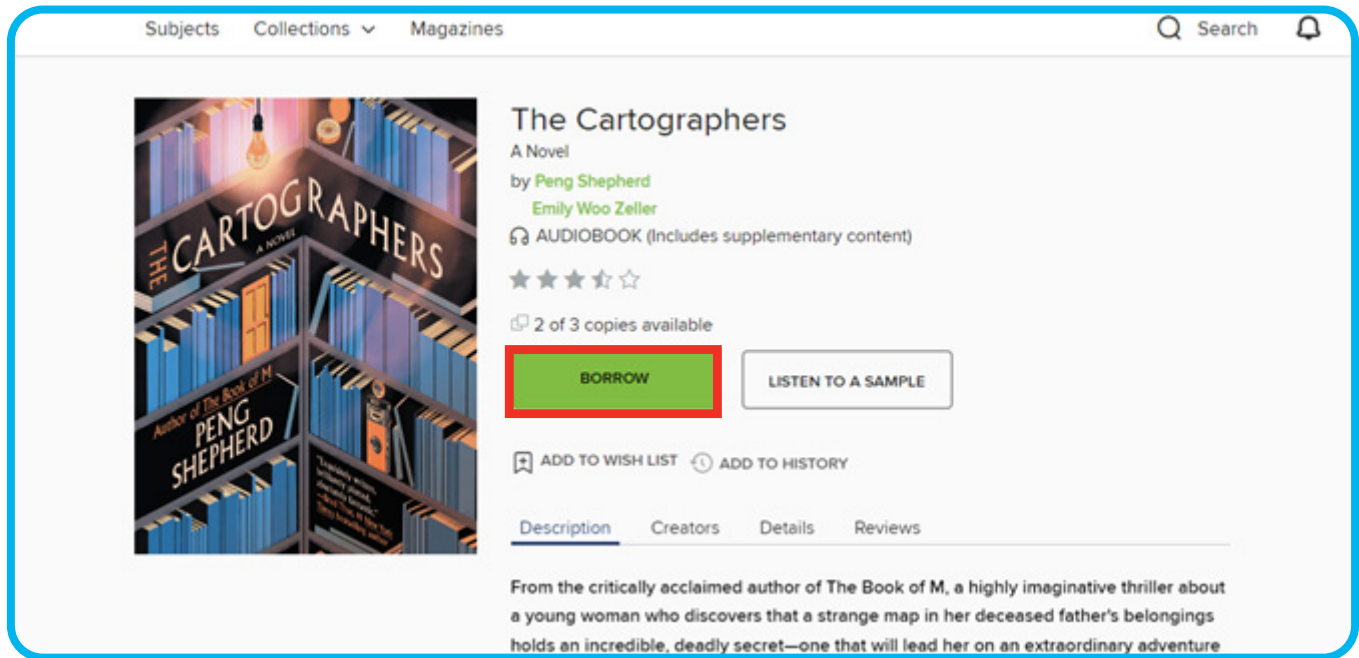 Subjects Collections Magazines Search
The Cartographers
A Novel
by Peng Shepherd
Emily Woo Zeller
AUDIOBOOK (Includes supplementary content)
2 of 3 copies available
BORROW LISTEN TO A SAMPLE
ADD TO WISH LIST ADD TO HISTORY
Description Creators Details Reviews
From the critically acclaimed author of The Book of M, a highly imaginative thriller about
a young woman who discovers that a strange map in her deceased father's belongings
holds an incredible, deadly secret—one that will lead her on an extraordinary adventure
THE
CARTOGRAPHERS
A NOVEL
Author of The Book of M
PENG
SHEPHERD